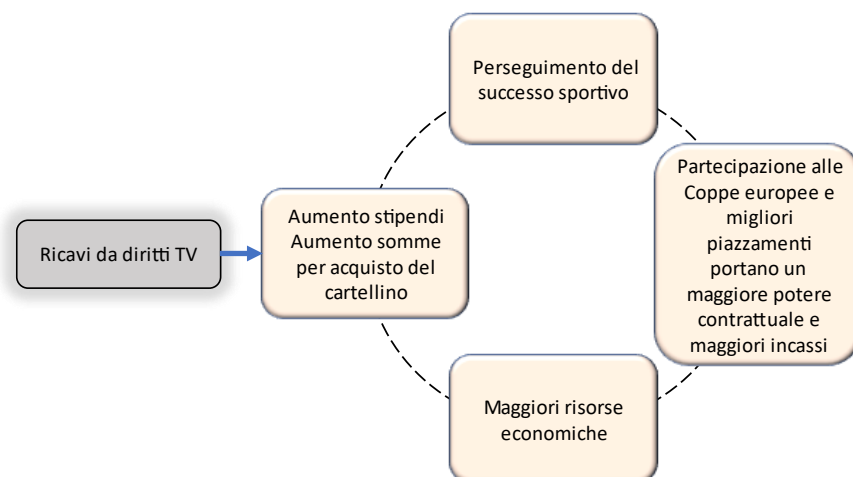 Perseguimento del
successo sportivo
Partecipazione alle
Coppe europee e
migliori
piazzamenti
portano un
maggiore potere
contrattuale e
maggiori incassi
Aumento stipendi
Aumento somme
per acquisto del
cartellino
Ricavi da diritti TV
Maggiori risorse
economiche